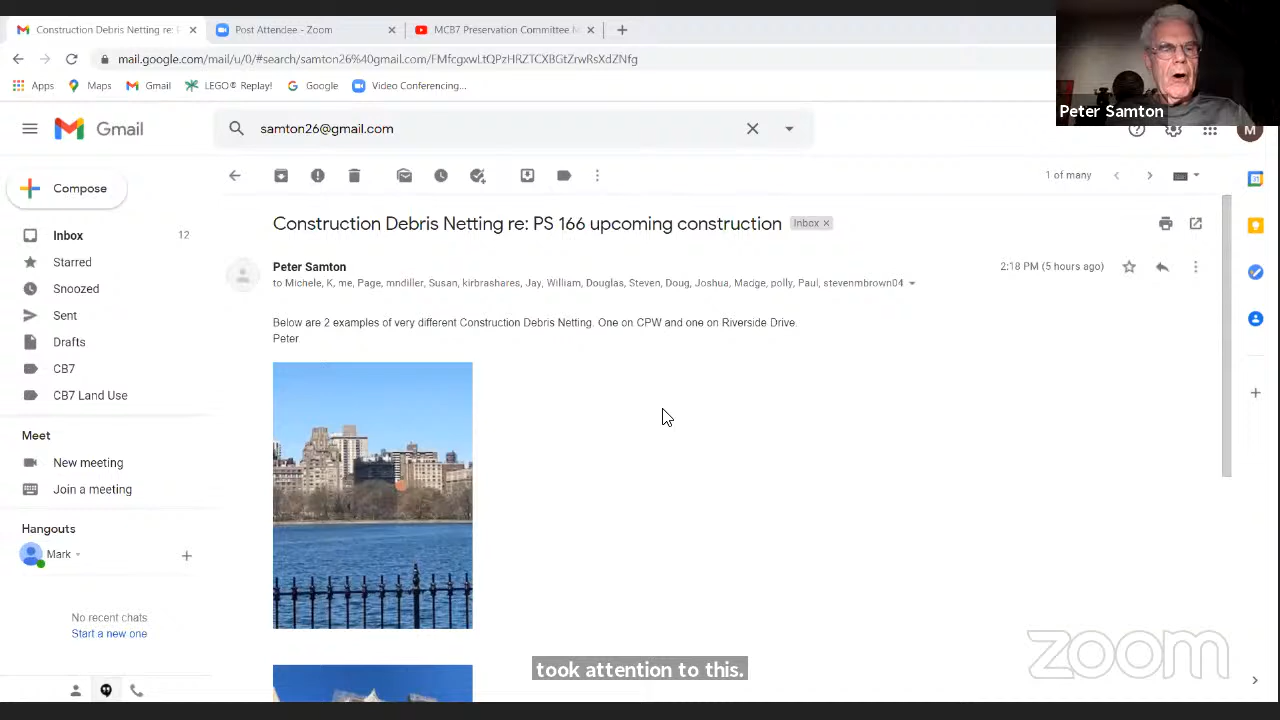 Construction Debris Netting re: P
Post Attendee - Zoom
MCB7 Preservation Committee M
mail.google.com/mail/u/0/#search/samton26%40gmail.com/FMfcgxwLtQPzHRZTCXBGtZrwRsXdZNfg
Apps
Maps
Gmail
LEGO® Replay!
Google
Video Conferencing...
Peter Samton
Gmail
samton26@gmail.com
M
Compose
1 of many
Inbox 12
Starred
Snoozed
Sent
Drafts
CB7
CB7 Land Use
Meet
New meeting
Join a meeting
Hangouts
Mark
No recent chats
Start a new one
Construction Debris Netting re: PS 166 upcoming construction Inbox x
Peter Samton
2:18 PM (5 hours ago)
to Michele, K, me, Page, mndiller, Susan, kirbrashares, Jay, William, Douglas, Steven, Doug, Joshua, Madge, polly, Paul, stevenmbrown04
Below are 2 examples of very different Construction Debris Netting. One on CPW and one on Riverside Drive.
Peter
took attention to this.
zoom